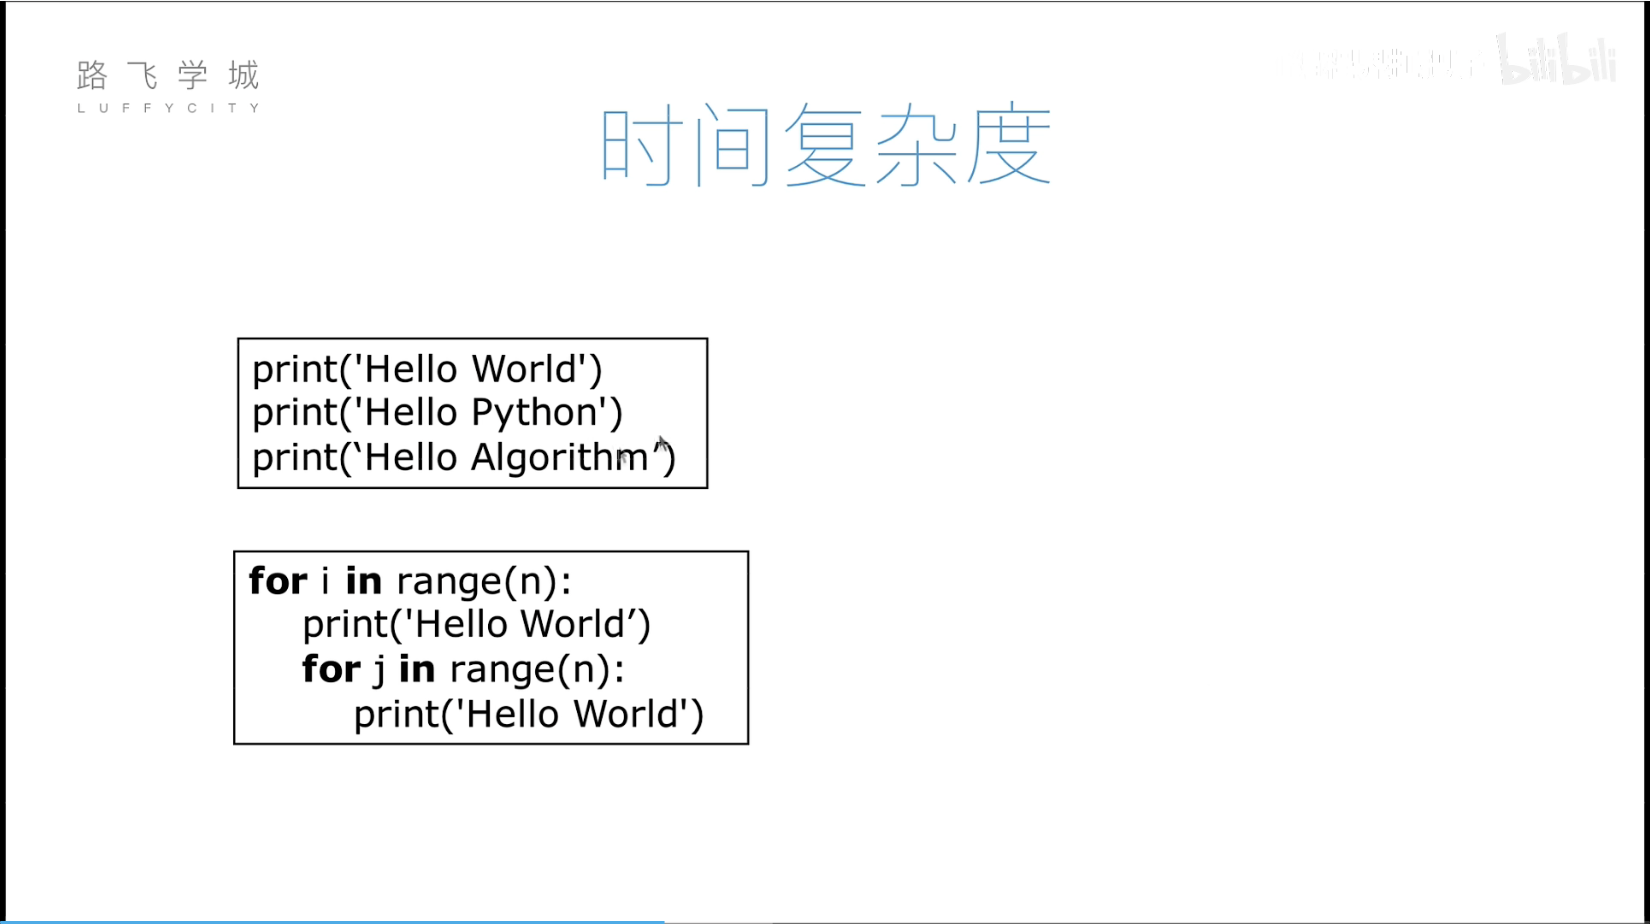 路飞学城
LUFFYCITY
bilibili
时间复杂度
print('Hello World')
print('Hello Python')
print(‘Hello Algorithm’)
for i in range(n):
print('Hello World’)
for j in range(n):
print('Hello World')